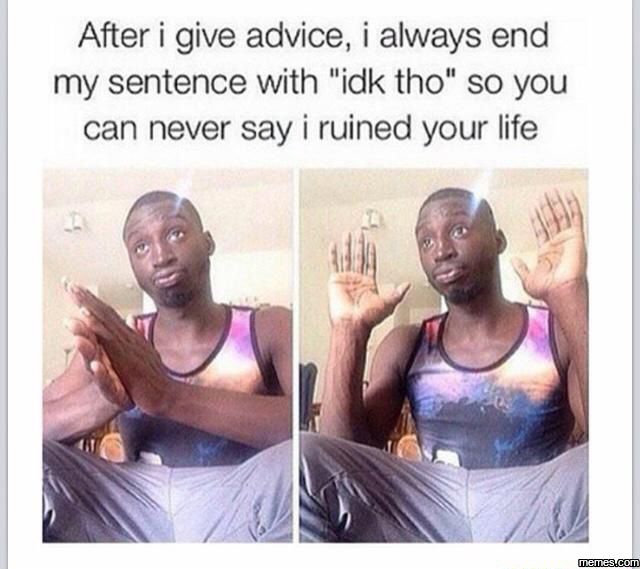 After i give advice, i always end
my sentence with "idk tho" so you
can never say i ruined your life
memes.com